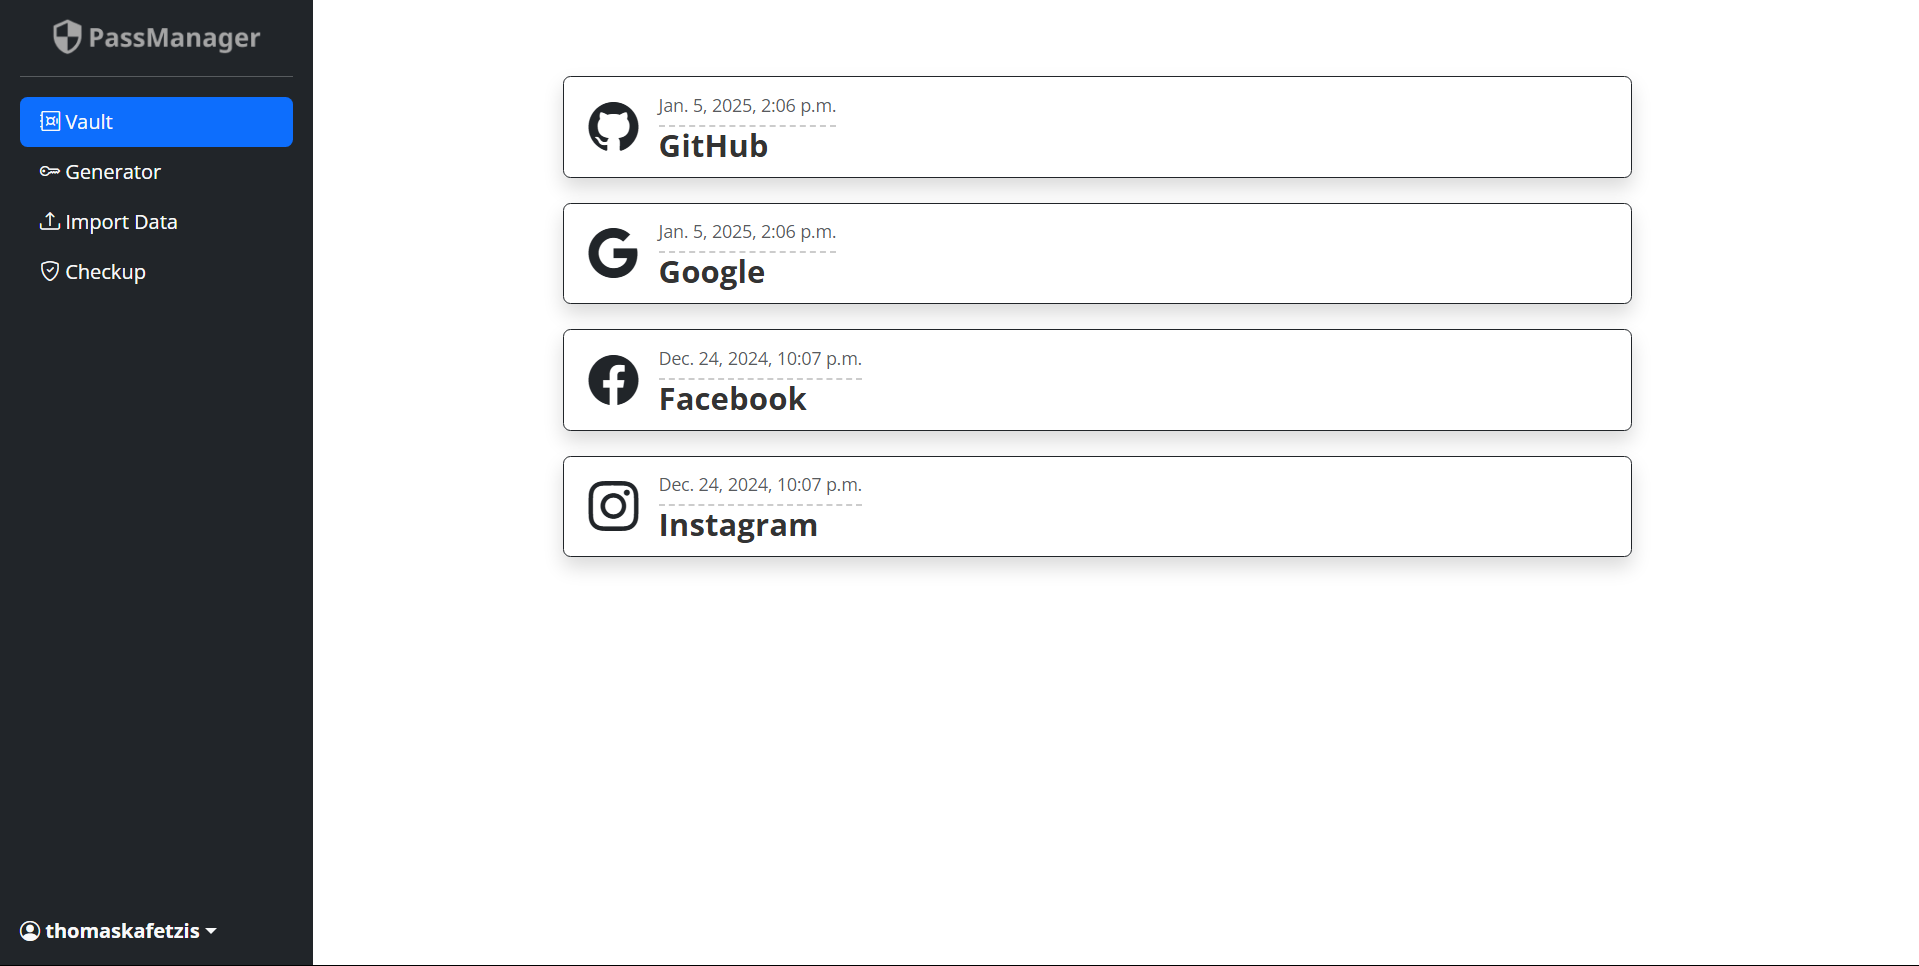 PassManager
Vault
Generator
Import Data
Checkup
thomaskafetzis
Jan. 5, 2025, 2:06 p.m.
GitHub
Jan. 5, 2025, 2:06 p.m.
Google
Dec. 24, 2024, 10:07 p.m.
Facebook
Dec. 24, 2024, 10:07 p.m.
Instagram